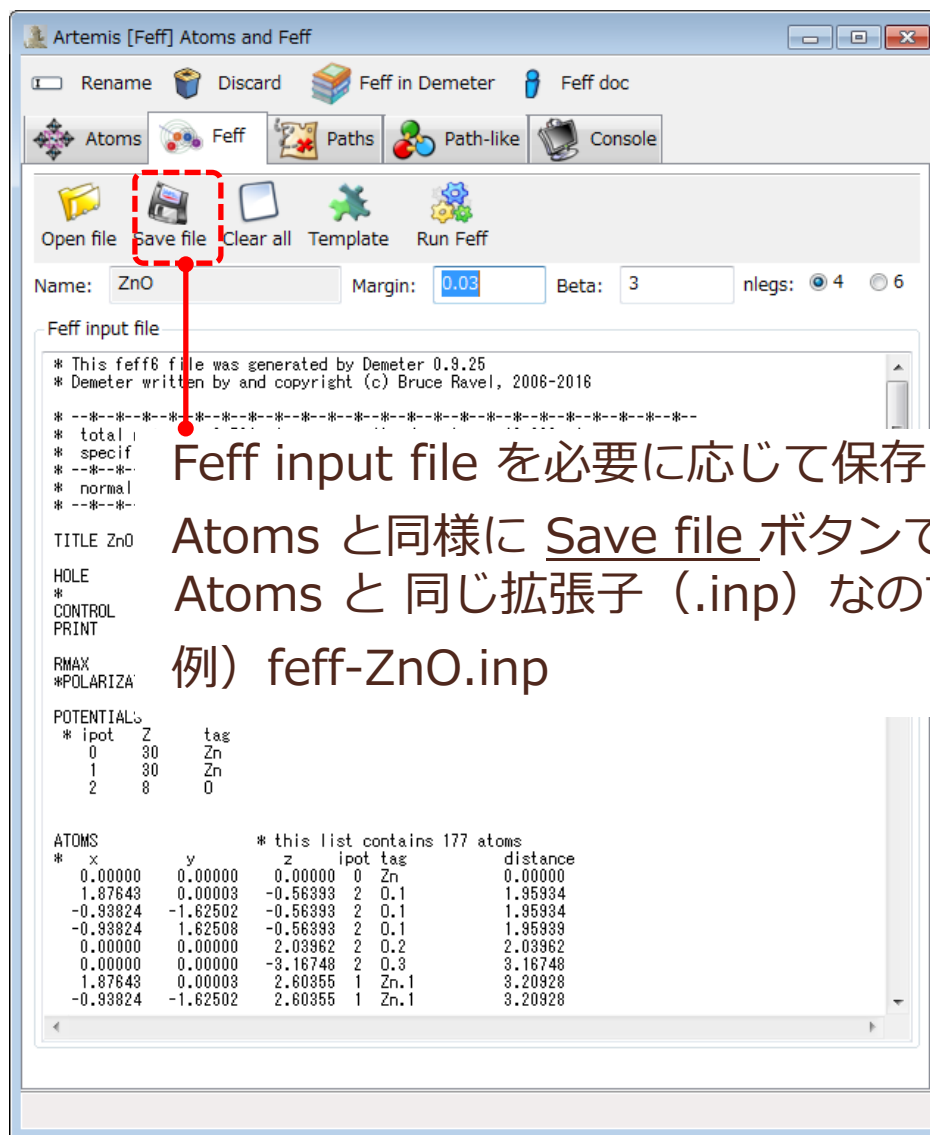 Artemis [Feff] Atoms and Feff
Rename Discard Feff in Demeter Feff doc
Atoms Feff Paths Path-like Console
Open file Save file Clear all Template Run Feff
Name: ZnO Margin: 0.03 Beta: 3 nlegs: 4 6
Feff input file
* This feff6 file was generated by Demeter 0.9.25
* Demeter written by and copyright (c) Bruce Ravel, 2006-2016
* --*--*--*--*--*--*--*--*--*--*--*--*--*--*--*--*--*--*--*--
* total
* specif
* --*--*-
* normal
* --*--*-
Feff input file を必要に応じて保存
TITLE ZnO
Atoms と同様に Save file ボタンで
HOLE
*
CONTROL
PRINT
Atoms と 同じ拡張子（.inp）なので
RMAX
*POLARIZA
例）feff-ZnO.inp
POTENTIALS
* ipot Z tag
0 30 Zn
1 30 Zn
2 8 O
ATOMS * this list contains 177 atoms
* x y z ipot tag distance
0.00000 0.00000 0.00000 0 Zn 0.00000
1.87643 0.00003 -0.56393 2 O.1 1.95934
-0.93824 -1.62502 -0.56393 2 O.1 1.95934
-0.93824 1.62508 -0.56393 2 O.1 1.95939
0.00000 0.00000 2.03962 2 O.2 2.03962
0.00000 0.00000 -3.16748 2 O.3 3.16748
1.87643 0.00003 2.60355 1 Zn.1 3.20928
-0.93824 -1.62502 2.60355 1 Zn.1 3.20928